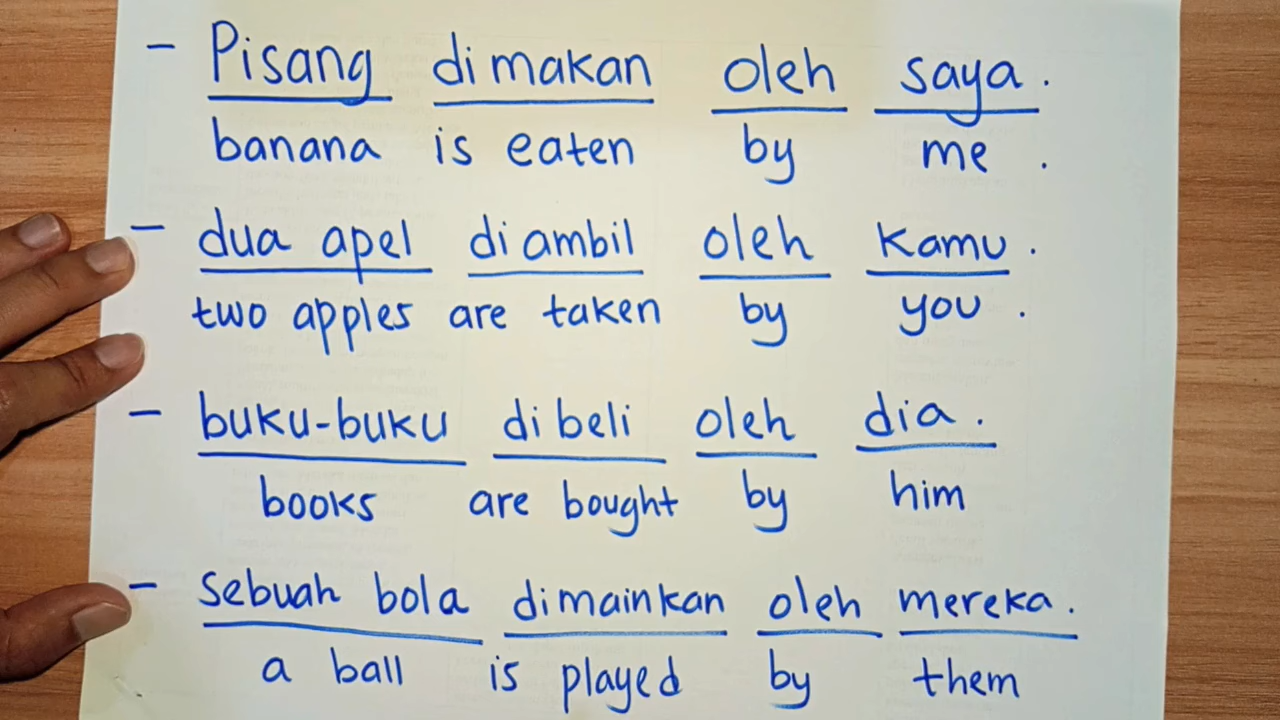 - Pisang dimakan oleh saya.
banana is eaten by me.
- dua apel diambil oleh kamu.
two apples are taken by you.
- buku-buku dibeli oleh dia.
books are bought by him
- sebuah bola dimainkan oleh mereka.
a ball is played by them